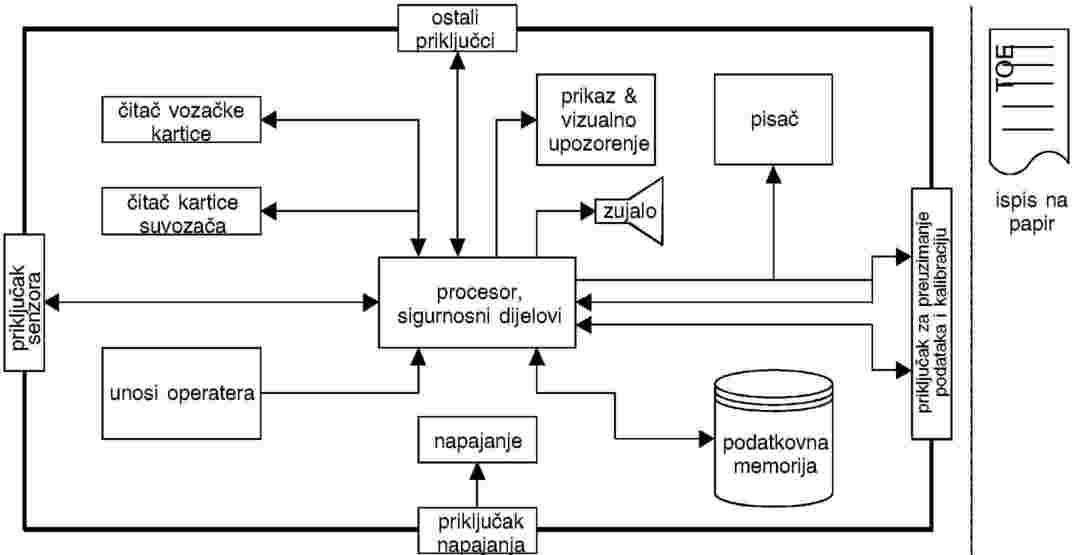 ostali
priključci
čitač vozačke
kartice
prikaz &
vizualno
upozorenje
pisač
TOE
ispis na
papir
čitač kartice
suvozača
zujalo
priključak
senzora
procesor,
sigurnosni dijelovi
priključak za preuzimanje
podataka i kalibraciju
unosi operatera
napajanje
podatkovna
memorija
priključak
napajanja